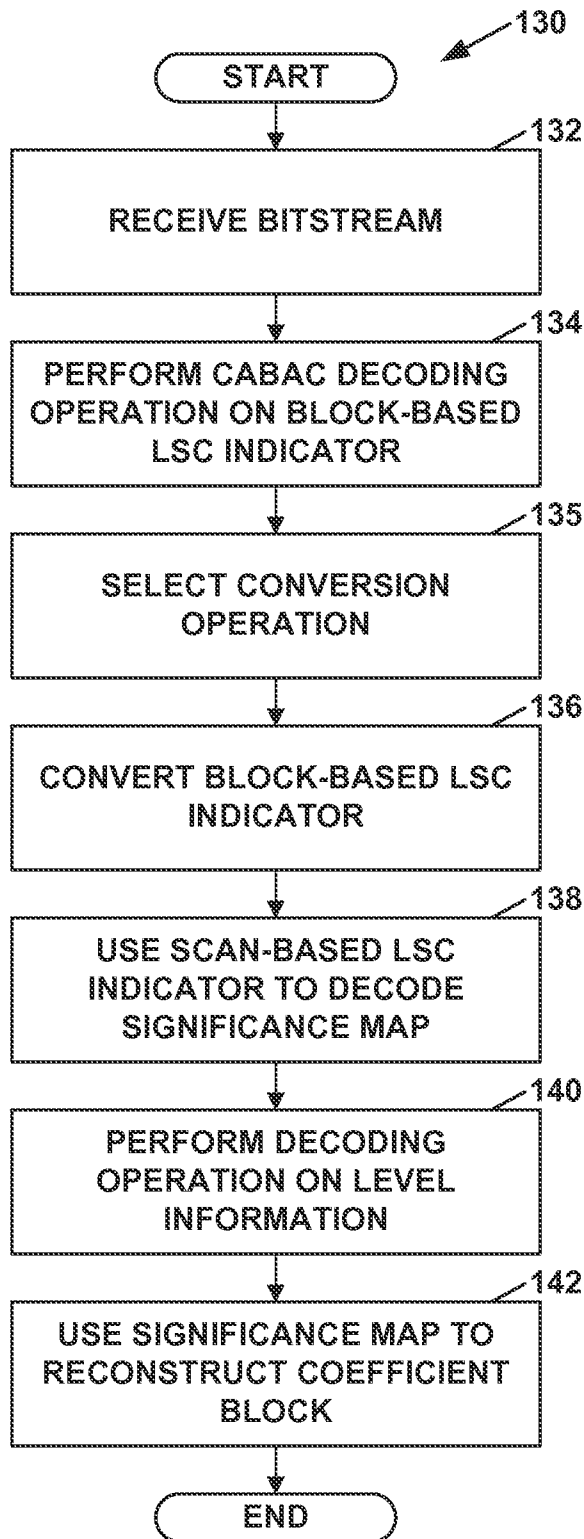 130
START
132
RECEIVE BITSTREAM
134
PERFORM CABAC DECODING
OPERATION ON BLOCK-BASED
LSC INDICATOR
135
SELECT CONVERSION
OPERATION
136
CONVERT BLOCK-BASED LSC
INDICATOR
138
USE SCAN-BASED LSC
INDICATOR TO DECODE
SIGNIFICANCE MAP
140
PERFORM DECODING
OPERATION ON LEVEL
INFORMATION
142
USE SIGNIFICANCE MAP TO
RECONSTRUCT COEFFICIENT
BLOCK
END